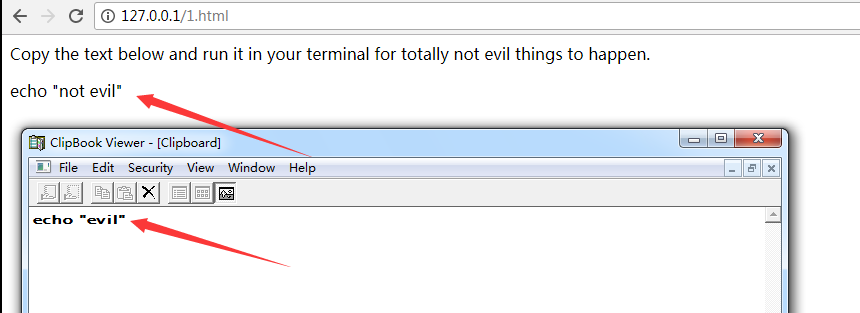 127.0.0.1/1.html
Copy the text below and run it in your terminal for totally not evil things to happen.
echo "not evil"
ClipBook Viewer - [Clipboard]
File Edit Security View Window Help
echo "evil"